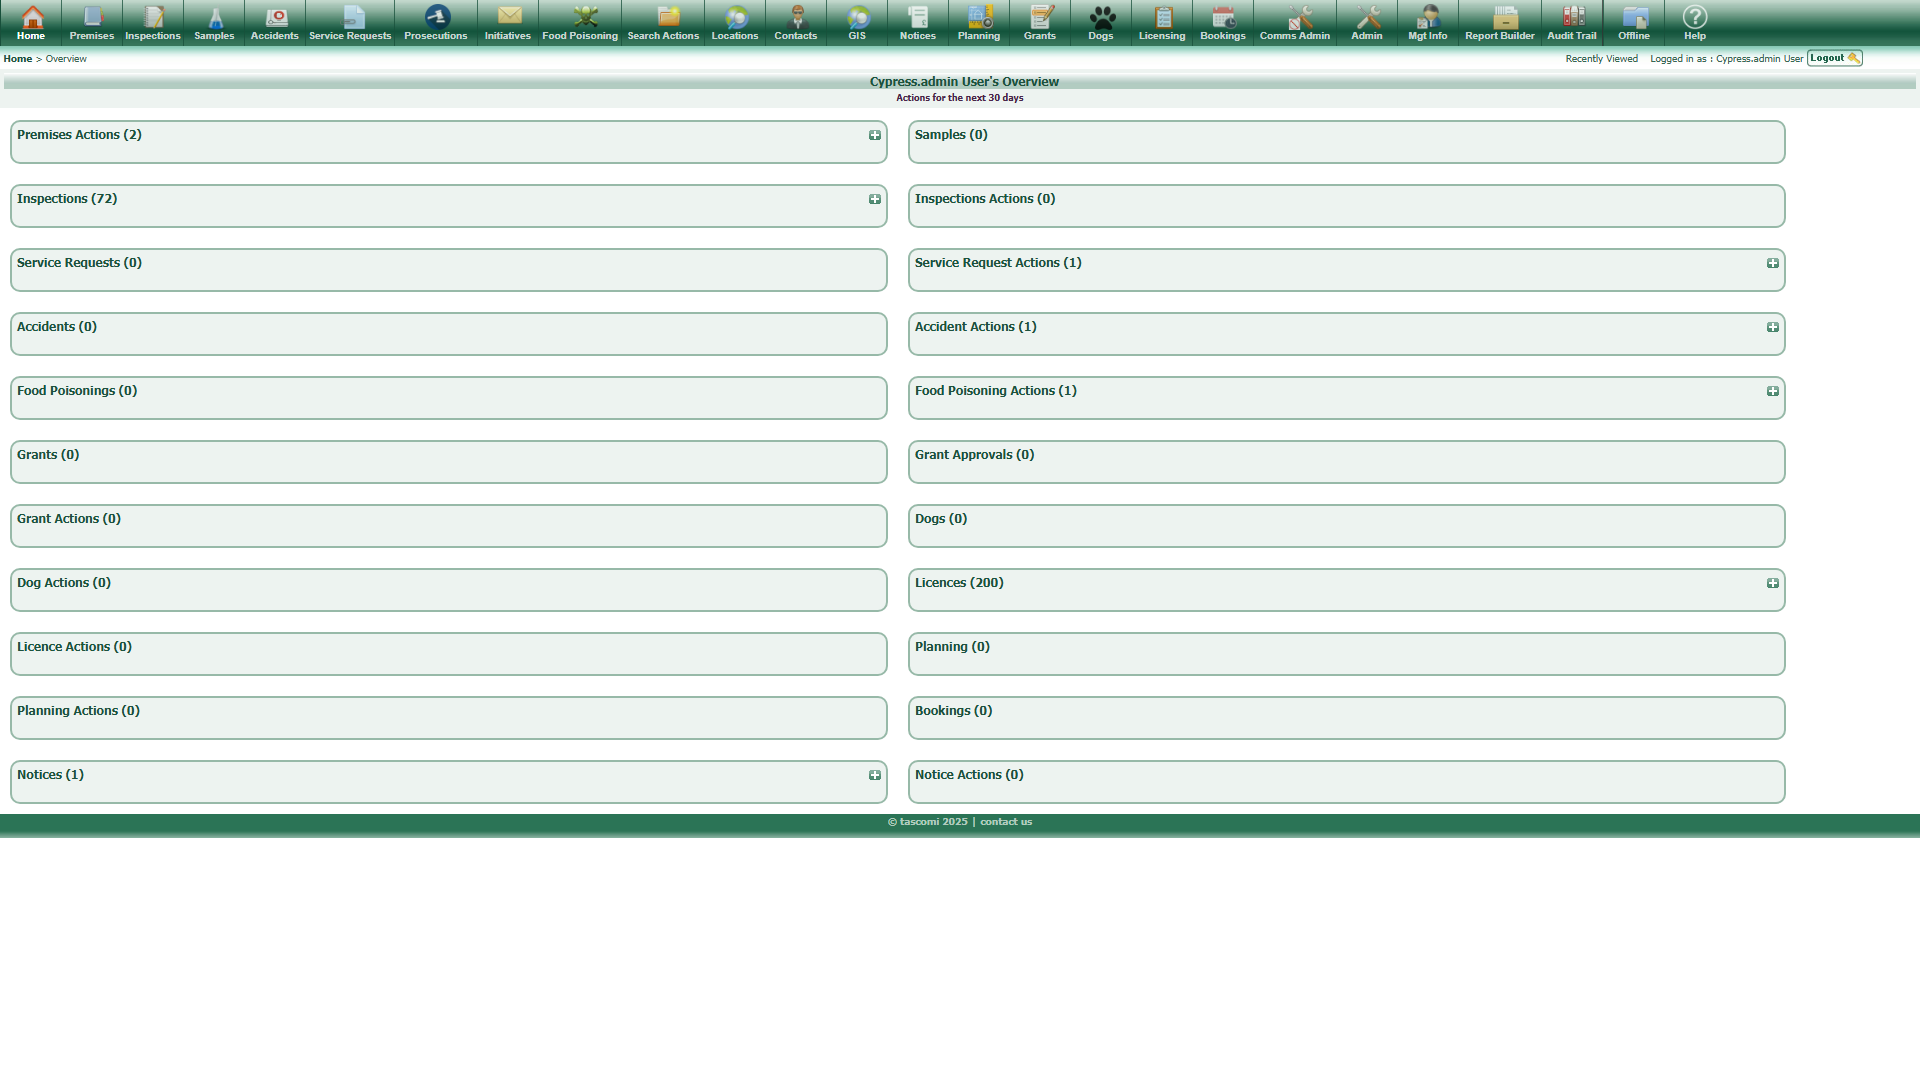 Home Premises Inspections Samples Accidents Service Requests Prosecutions Initiatives Food Poisoning Search Actions Locations Contacts GIS Notices Planning Grants Dogs Licensing Bookings Comms Admin Admin Mgt Info Report Builder Audit Trail Offline Help
Home > Overview Recently Viewed Logged in as : Cypress.admin User Logout
Cypress.admin User's Overview
Actions for the next 30 days
Premises Actions (2) Samples (0)
Inspections (72) Inspections Actions (0)
Service Requests (0) Service Request Actions (1)
Accidents (0) Accident Actions (1)
Food Poisonings (0) Food Poisoning Actions (1)
Grants (0) Grant Approvals (0)
Grant Actions (0) Dogs (0)
Dog Actions (0) Licences (200)
Licence Actions (0) Planning (0)
Planning Actions (0) Bookings (0)
Notices (1) Notice Actions (0)
© tascomi 2025 | contact us